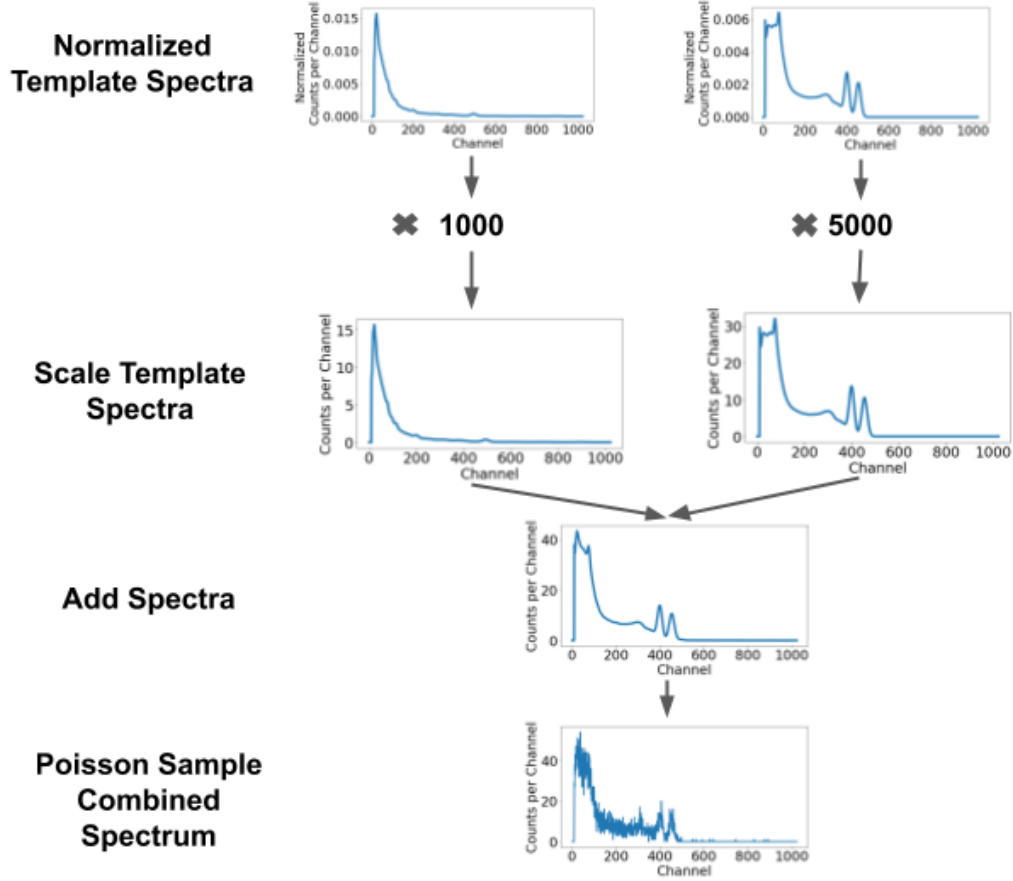 Normalized
Template Spectra
Normalized
Counts per Channel
0.015
0.010
0.005
0.000
0 200 400 600 800 1000
Channel
Normalized
Counts per Channel
0.006
0.004
0.002
0.000
0 200 400 600 800 1000
Channel
✖ 1000
✖ 5000
Scale Template
Spectra
Counts per Channel
15
10
5
0
0 200 400 600 800 1000
Channel
Counts per Channel
30
20
10
0
0 200 400 600 800 1000
Channel
Add Spectra
Counts per Channel
40
20
0
0 200 400 600 800 1000
Channel
Poisson Sample
Combined
Spectrum
Counts per Channel
40
20
0
0 200 400 600 800 1000
Channel